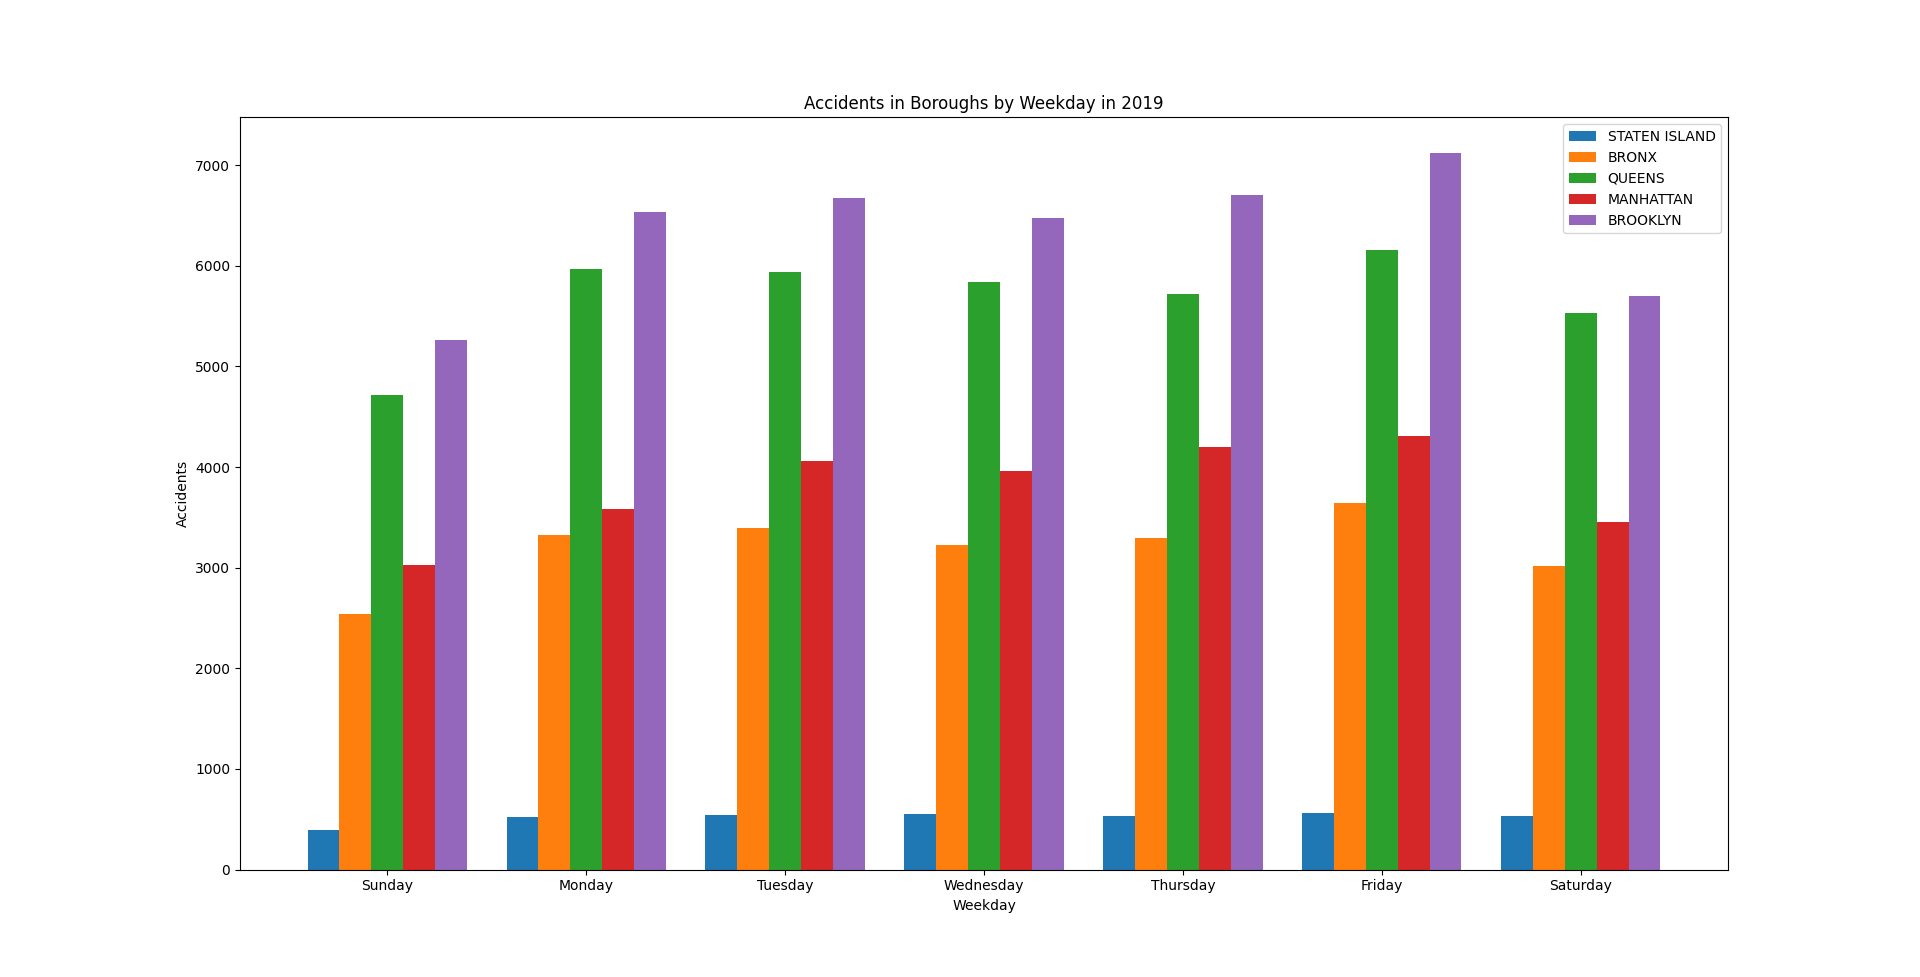 Accidents in Boroughs by Weekday in 2019
STATEN ISLAND
BRONX
QUEENS
MANHATTAN
BROOKLYN
7000
6000
5000
4000
3000
2000
1000
0
Accidents
Sunday Monday Tuesday Wednesday Thursday Friday Saturday
Weekday